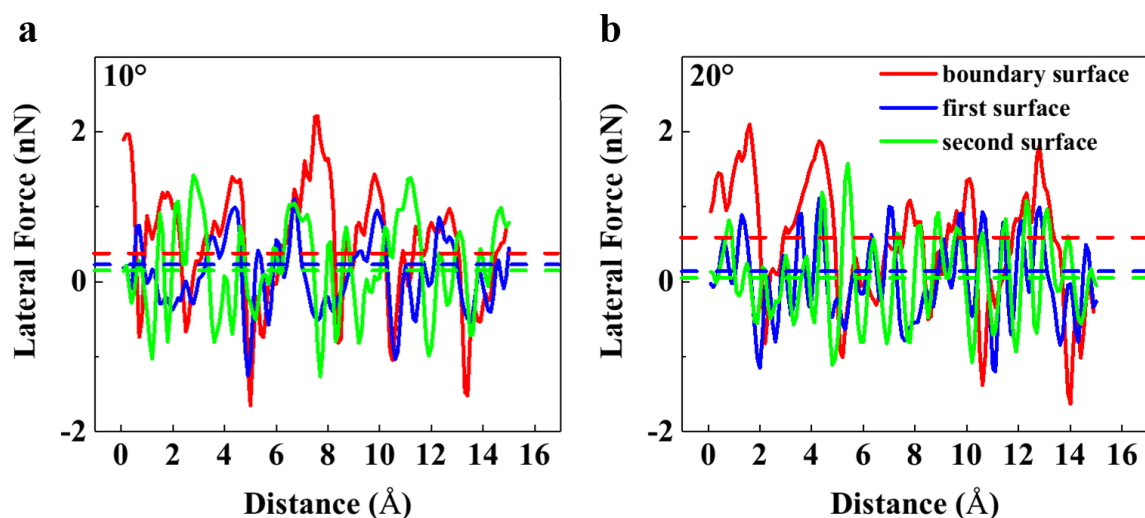 a
10°
Lateral Force (nN)
2
0
-2
0 2 4 6 8 10 12 14 16
Distance (Å)
b
20°
boundary surface
first surface
second surface
Lateral Force (nN)
2
0
-2
0 2 4 6 8 10 12 14 16
Distance (Å)